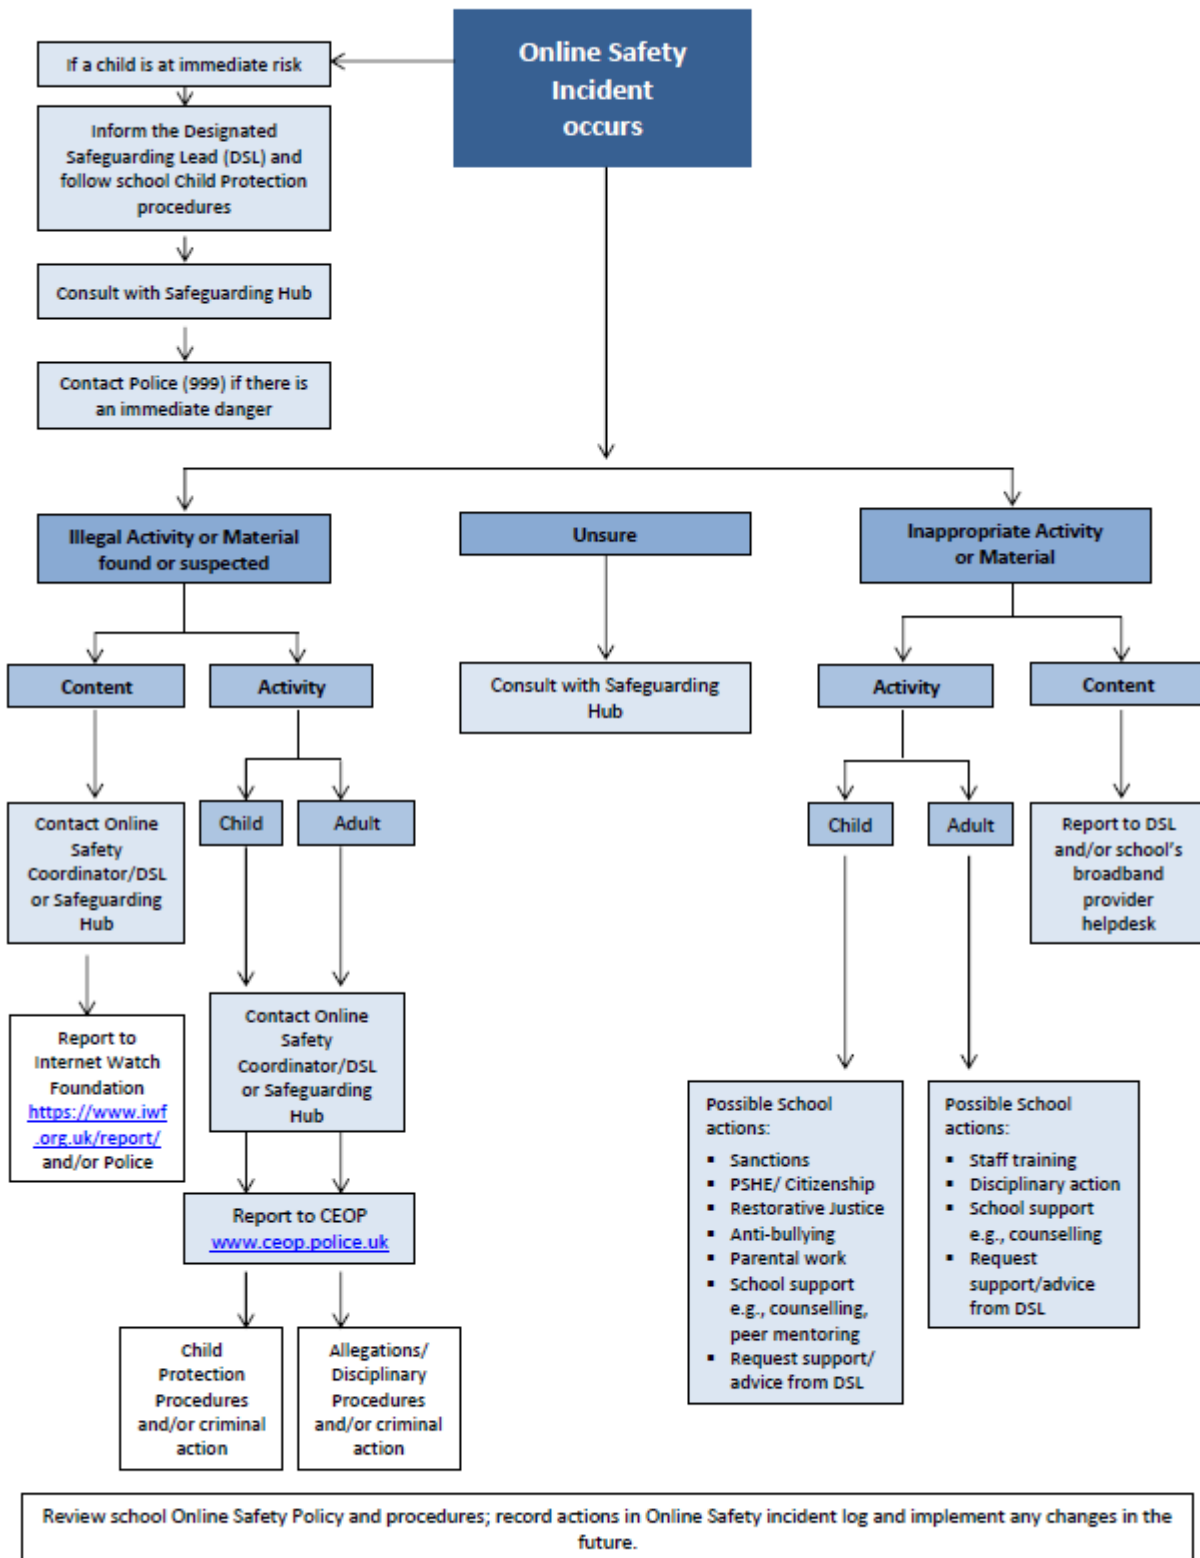 Online Safety
Incident
occurs
If a child is at immediate risk
Inform the Designated
Safeguarding Lead (DSL) and
follow school Child Protection
procedures
Consult with Safeguarding Hub
Contact Police (999) if there is
an immediate danger
Illegal Activity or Material
found or suspected
Unsure
Inappropriate Activity
or Material
Content
Activity
Consult with Safeguarding
Hub
Activity
Content
Contact Online
Safety
Coordinator/DSL
or Safeguarding
Hub
Child
Adult
Child
Adult
Report to DSL
and/or school's
broadband
provider
helpdesk
Report to
Internet Watch
Foundation
https://www.iwf
.org.uk/report/
and/or Police
Contact Online
Safety
Coordinator/DSL
or Safeguarding
Hub
Report to CEOP
www.ceop.police.uk
Child
Protection
Procedures
and/or criminal
action
Allegations/
Disciplinary
Procedures
and/or criminal
action
Possible School
actions:
▪ Sanctions
▪ PSHE/ Citizenship
▪ Restorative Justice
▪ Anti-bullying
▪ Parental work
▪ School support
e.g., counselling,
peer mentoring
▪ Request support/
advice from DSL
Possible School
actions:
▪ Staff training
▪ Disciplinary action
▪ School support
e.g., counselling
▪ Request
support/advice
from DSL
Review school Online Safety Policy and procedures; record actions in Online Safety incident log and implement any changes in the
future.